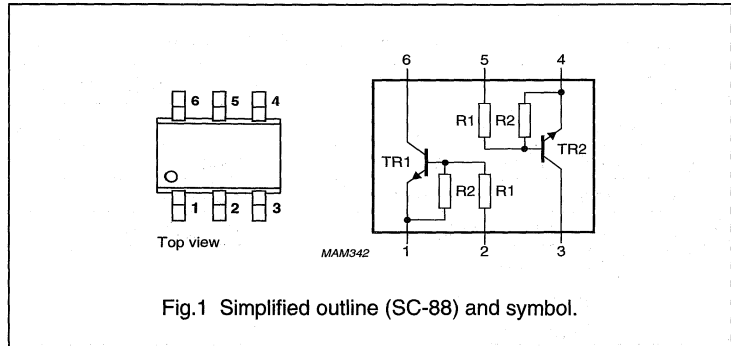 6 5 4
6 5 4
R1 R2
TR1 TR2
R2 R1
1 2 3
Top view
MAM342 1 2 3
Fig.1 Simplified outline (SC-88) and symbol.